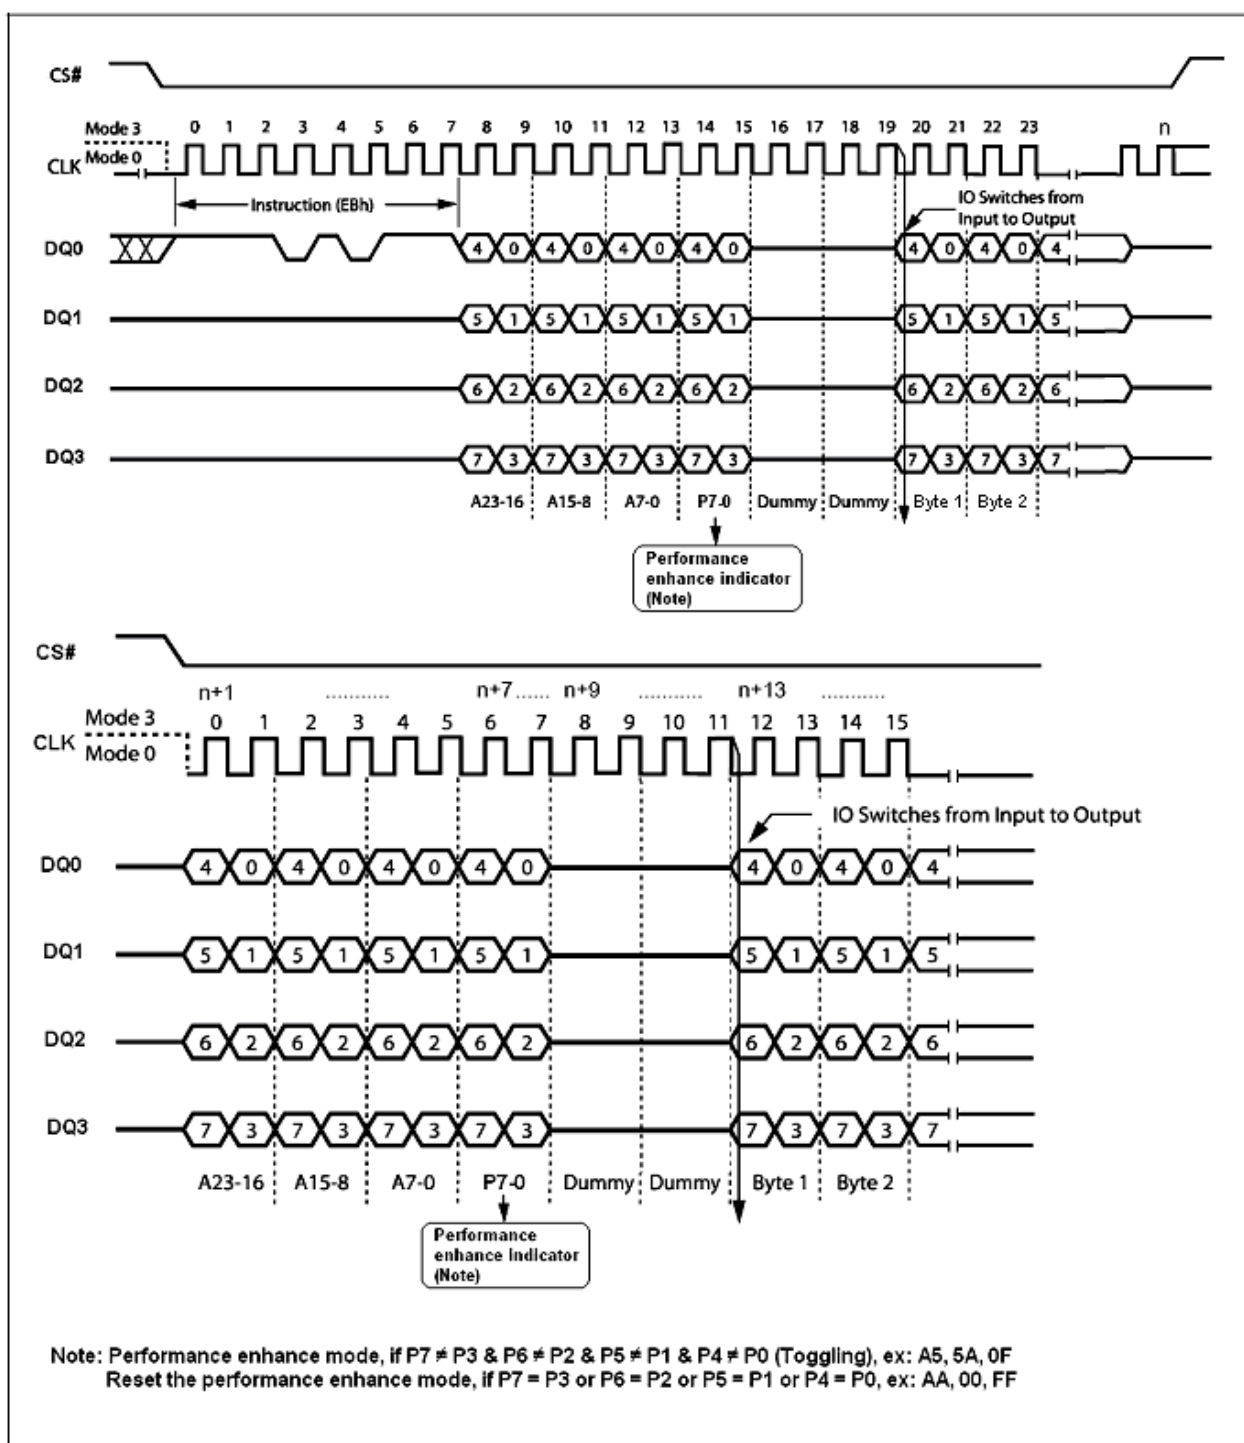 CS#
Mode 3
0 1 2 3 4 5 6 7 8 9 10 11 12 13 14 15 16 17 18 19 20 21 22 23 n
CLK Mode 0
Instruction (EBh)
IO Switches from
Input to Output
DQ0 4 0 4 0 4 0 4 0 4 0 4 0 4
DQ1 5 1 5 1 5 1 5 1 5 1 5 1 5
DQ2 6 2 6 2 6 2 6 2 6 2 6 2 6
DQ3 7 3 7 3 7 3 7 3 7 3 7 3 7
A23-16 A15-8 A7-0 P7-0 Dummy Dummy Byte 1 Byte 2
Performance
enhance indicator
(Note)
CS#
n+1 ............ n+7 ...... n+9 ............ n+13 ............
Mode 3 0 1 2 3 4 5 6 7 8 9 10 11 12 13 14 15
CLK Mode 0
IO Switches from Input to Output
DQ0 4 0 4 0 4 0 4 0 4 0 4 0 4
DQ1 5 1 5 1 5 1 5 1 5 1 5 1 5
DQ2 6 2 6 2 6 2 6 2 6 2 6 2 6
DQ3 7 3 7 3 7 3 7 3 7 3 7 3 7
A23-16 A15-8 A7-0 P7-0 Dummy Dummy Byte 1 Byte 2
Performance
enhance indicator
(Note)
Note: Performance enhance mode, if P7 ≠ P3 & P6 ≠ P2 & P5 ≠ P1 & P4 ≠ P0 (Toggling), ex: A5, 5A, 0F
Reset the performance enhance mode, if P7 = P3 or P6 = P2 or P5 = P1 or P4 = P0, ex: AA, 00, FF